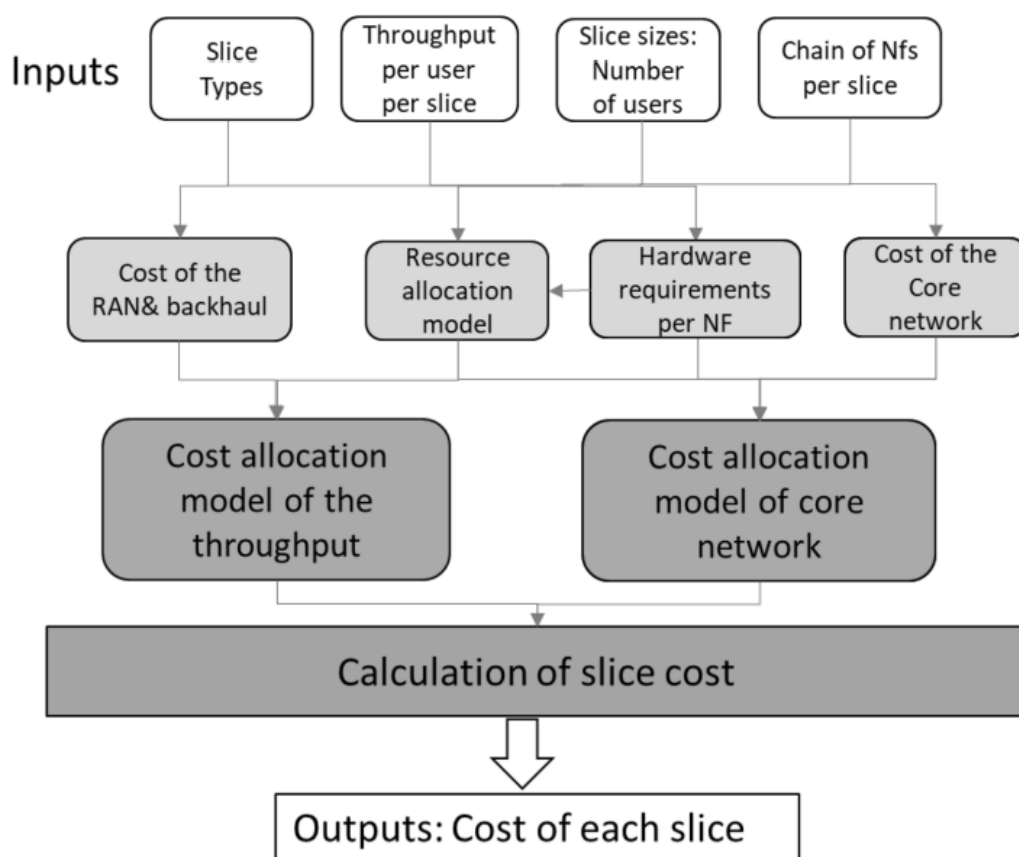 Inputs
Slice
Types
Throughput
per user
per slice
Slice sizes:
Number
of users
Chain of Nfs
per slice
Cost of the
RAN& backhaul
Resource
allocation
model
Hardware
requirements
per NF
Cost of the
Core
network
Cost allocation
model of the
throughput
Cost allocation
model of core
network
Calculation of slice cost
Outputs: Cost of each slice